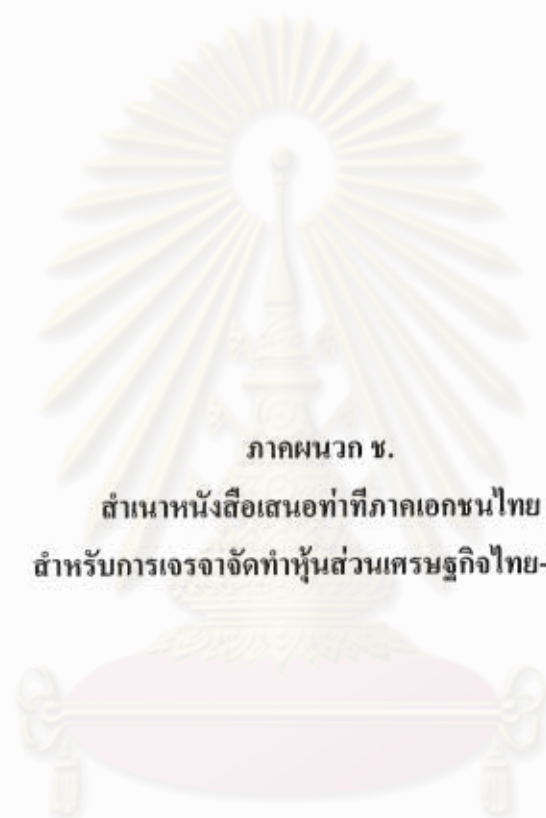 ภาคผนวก ช.
สำเนาหนังสือเสนอท่าทีภาคเอกชนไทย
สำหรับการเจรจาจัดทำหุ้นส่วนเศรษฐกิจไทย-